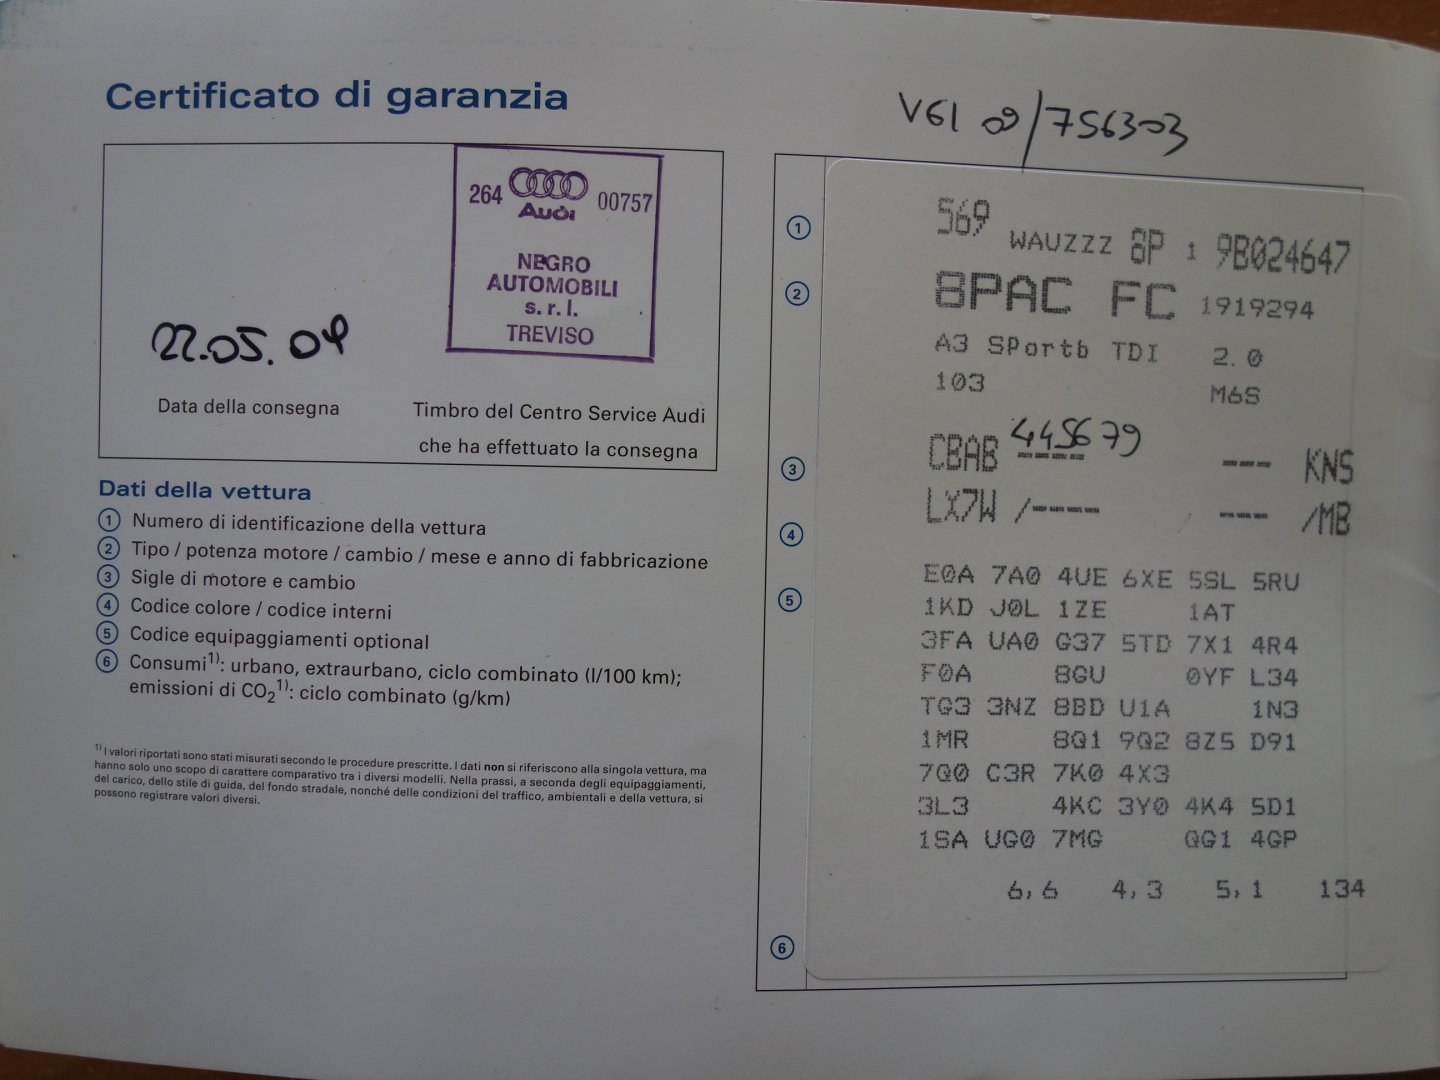 Certificato di garanzia
V61 09/756303
264 Audi 00757
NEGRO
AUTOMOBILI
s.r.l.
TREVISO
22.05.09
Data della consegna
Timbro del Centro Service Audi
che ha effettuato la consegna
Dati della vettura
1 Numero di identificazione della vettura
2 Tipo / potenza motore / cambio / mese e anno di fabbricazione
3 Sigle di motore e cambio
4 Codice colore / codice interni
5 Codice equipaggiamenti optional
6 Consumi1): urbano, extraurbano, ciclo combinato (l/100 km);
emissioni di CO2 1): ciclo combinato (g/km)
1) I valori riportati sono stati misurati secondo le procedure prescritte. I dati non si riferiscono alla singola vettura, ma
hanno solo uno scopo di carattere comparativo tra i diversi modelli. Nella prassi, a seconda degli equipaggiamenti,
del carico, dello stile di guida, del fondo stradale, nonché delle condizioni del traffico, ambientali e della vettura, si
possono registrare valori diversi.
1 569 WAUZZZ 8P 1 9B024647
2 8PAC FC 1919294
A3 SPortb TDI 2.0
103 M6S
3 CBAB 445679 ---- --- KNS
4 LX7W /---- --- /MB
5 E0A 7A0 4UE 6XE 5SL 5RU
1KD J0L 1ZE 1AT
3FA UA0 G37 5TD 7X1 4R4
F0A 8GU 0YF L34
TG3 3NZ 8BD U1A 1N3
1MR 8Q1 9Q2 8Z5 D91
7Q0 C3R 7K0 4X3
3L3 4KC 3Y0 4K4 5D1
1SA UG0 7MG QG1 4GP
6,6 4,3 5,1 134
6